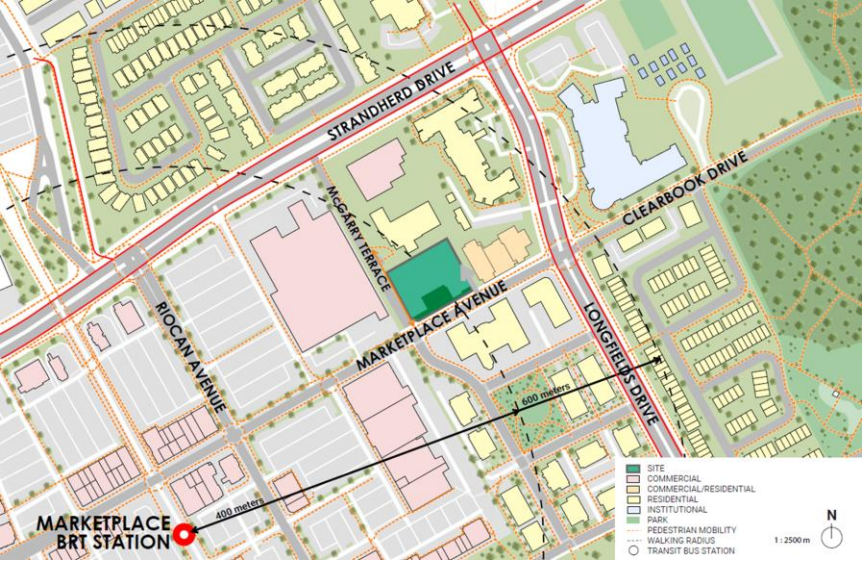 STRANDHERD DRIVE
McGARRY TERRACE
CLEARBOOK DRIVE
RIOCAN AVENUE
MARKETPLACE AVENUE
LONGFIELDS DRIVE
600 meters
400 meters
MARKETPLACE
BRT STATION
SITE
COMMERCIAL
COMMERCIAL/RESIDENTIAL
RESIDENTIAL
INSTITUTIONAL
PARK
PEDESTRIAN MOBILITY
WALKING RADIUS
TRANSIT BUS STATION
1 : 2500 m
N